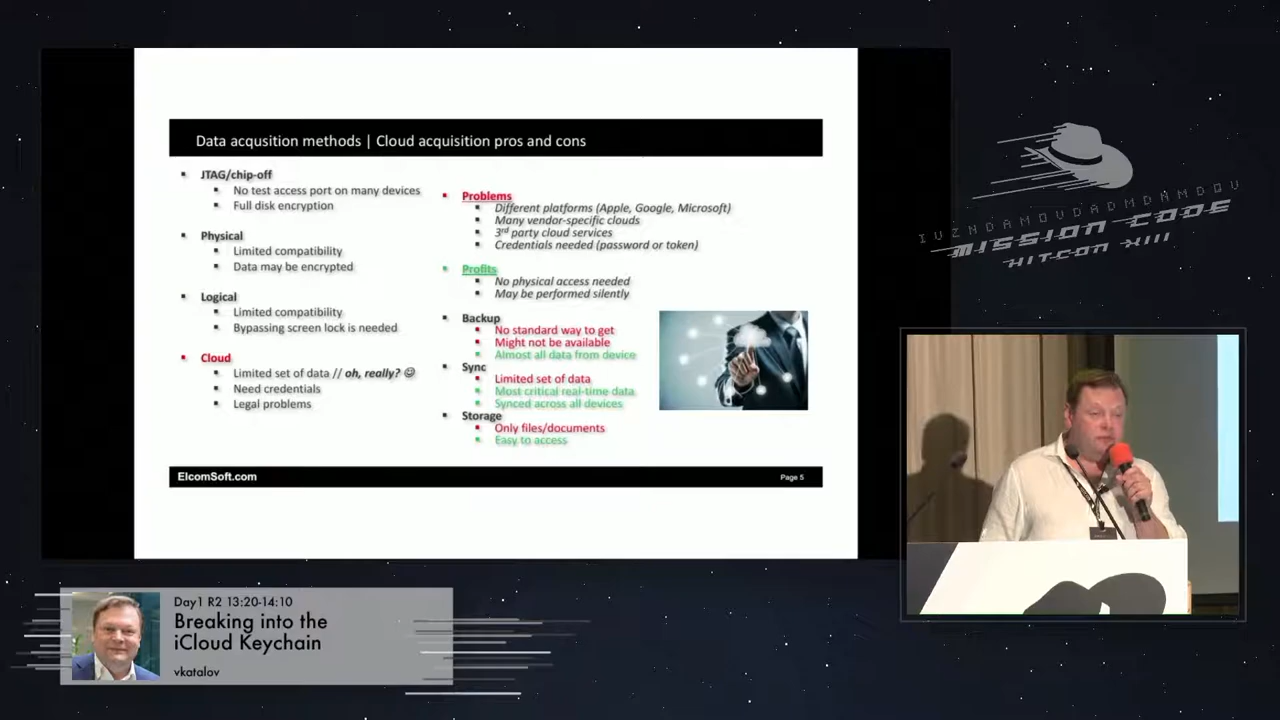 Data acqusition methods | Cloud acquisition pros and cons
JTAG/chip-off
No test access port on many devices
Full disk encryption
Physical
Limited compatibility
Data may be encrypted
Logical
Limited compatibility
Bypassing screen lock is needed
Cloud
Limited set of data // oh, really? ☺
Need credentials
Legal problems
Problems
Different platforms (Apple, Google, Microsoft)
Many vendor-specific clouds
3rd party cloud services
Credentials needed (password or token)
Profits
No physical access needed
May be performed silently
Backup
No standard way to get
Might not be available
Almost all data from device
Sync
Limited set of data
Most critical real-time data
Synced across all devices
Storage
Only files/documents
Easy to access
ElcomSoft.com
Page 5
MISSION CODE
HITCON XIII
Day1 R2 13:20-14:10
Breaking into the
iCloud Keychain
vkatalov